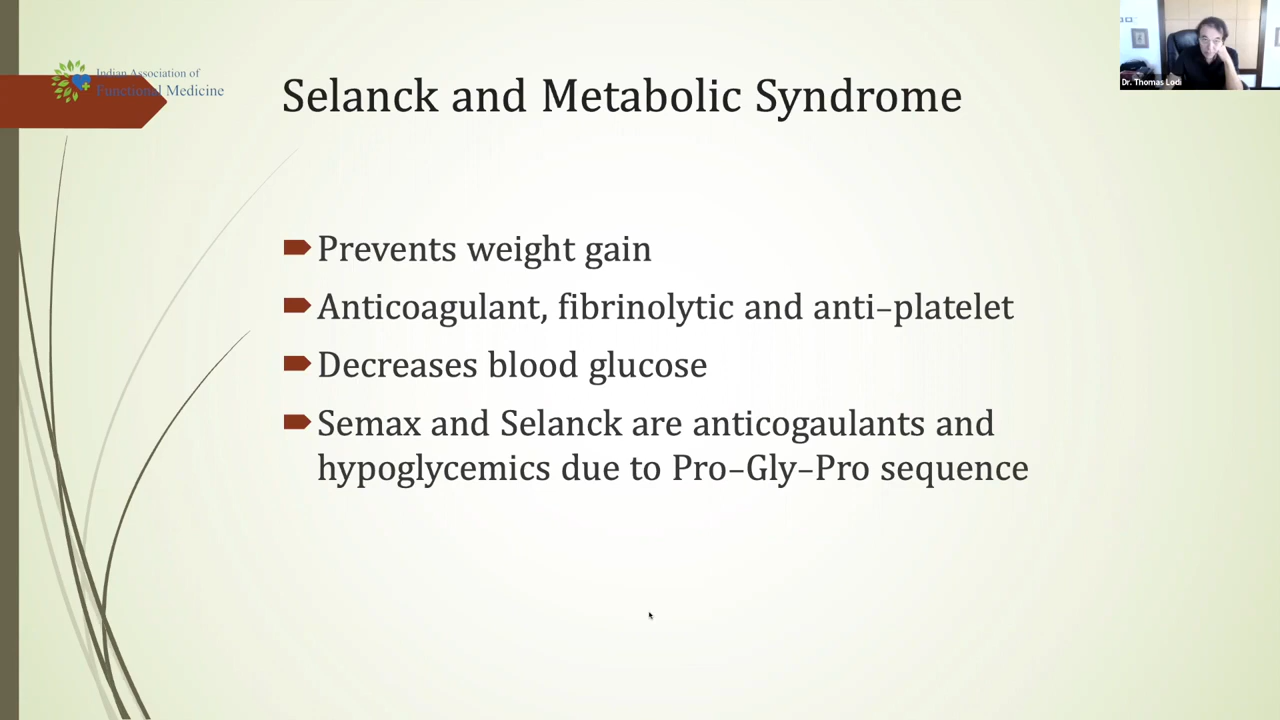 Indian Association of
Functional Medicine
Selanck and Metabolic Syndrome
Prevents weight gain
Anticoagulant, fibrinolytic and anti–platelet
Decreases blood glucose
Semax and Selanck are anticogaulants and
hypoglycemics due to Pro–Gly–Pro sequence
Dr. Thomas Lodi